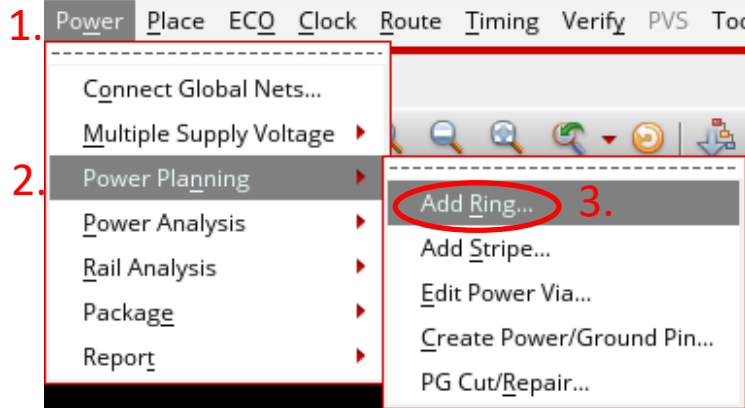 1. Power Place ECO Clock Route Timing Verify PVS
Connect Global Nets...
Multiple Supply Voltage
2. Power Planning
Add Ring... 3.
Power Analysis
Add Stripe...
Rail Analysis
Edit Power Via...
Package
Create Power/Ground Pin...
Report
PG Cut/Repair...